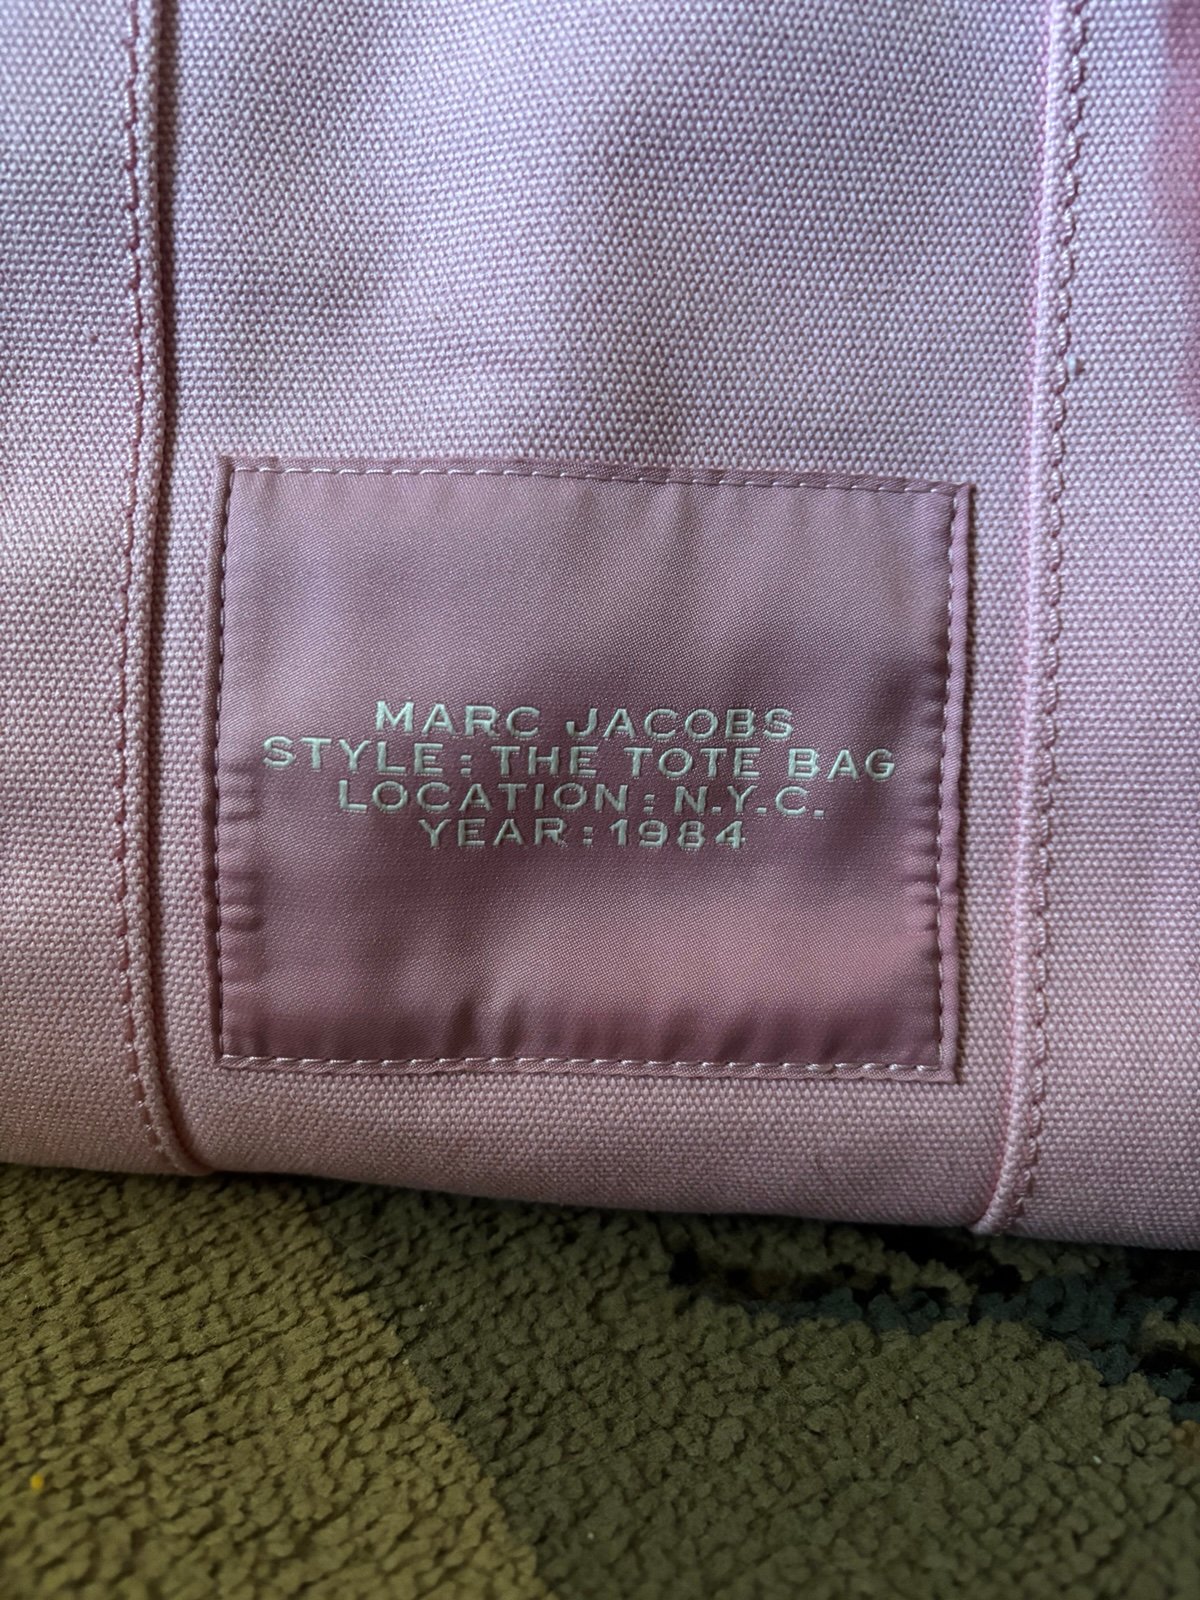 MARC JACOBS
STYLE: THE TOTE BAG
LOCATION: N.Y.C.
YEAR: 1984